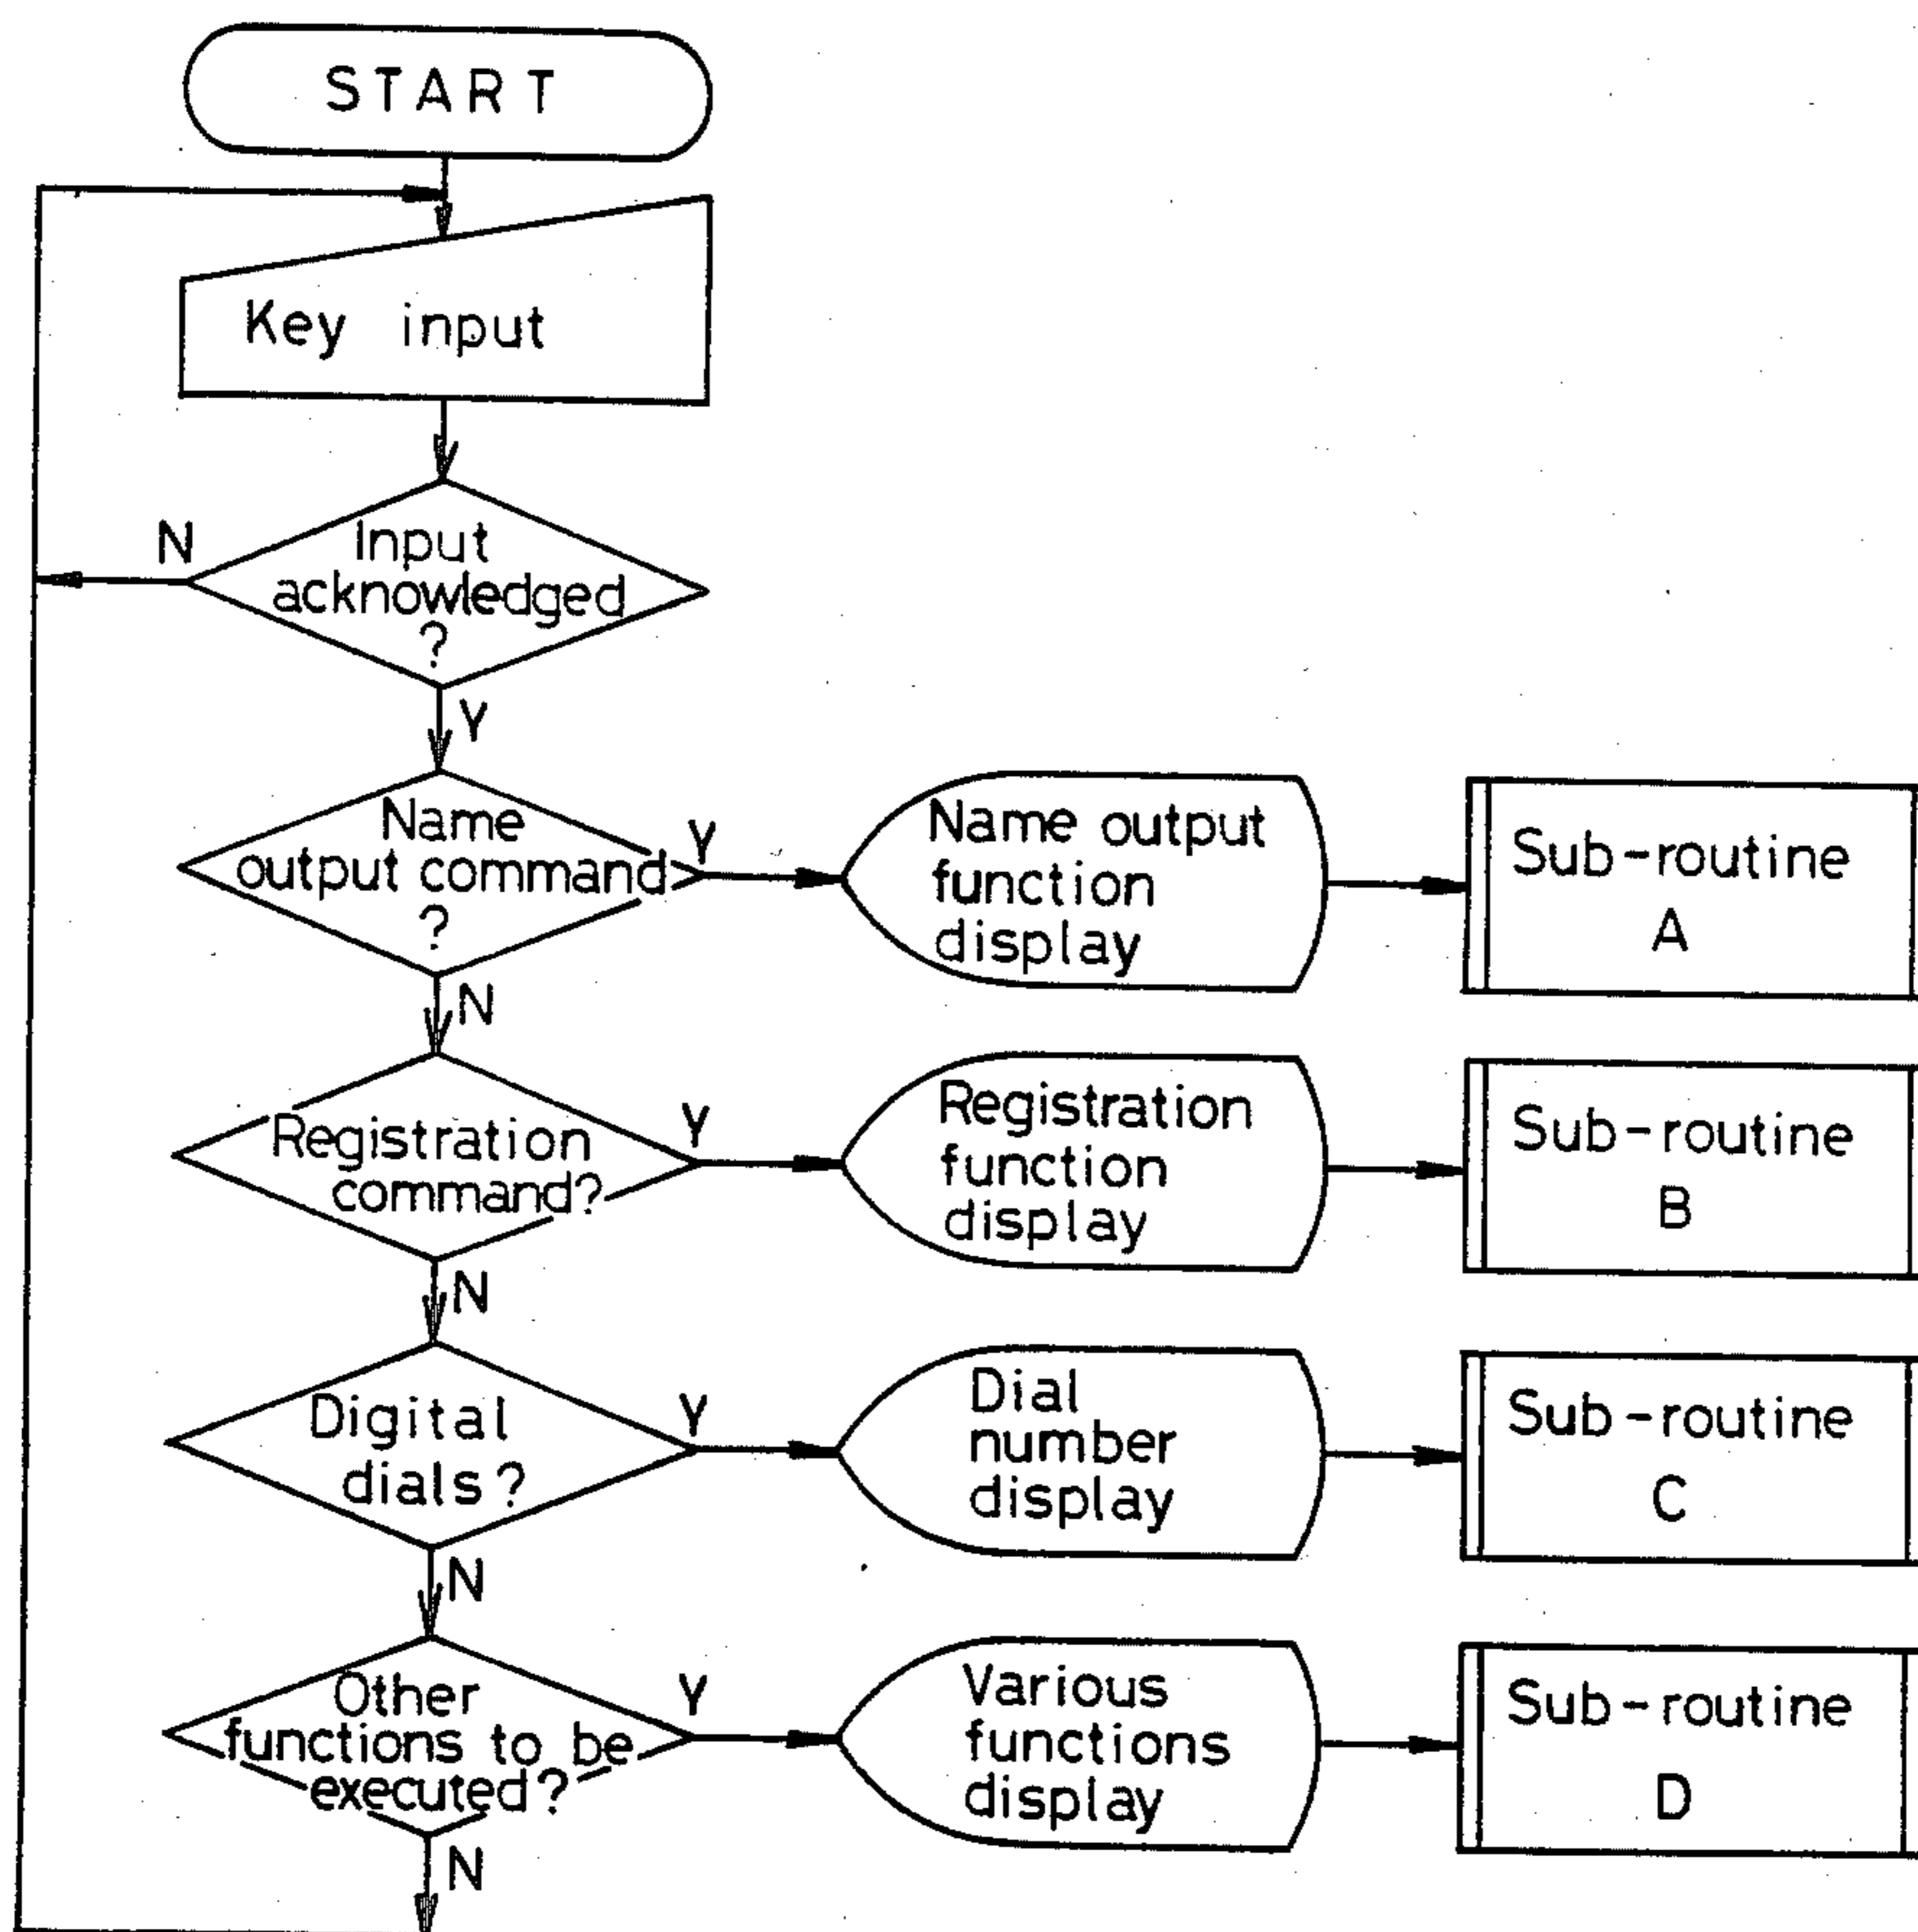 START
Key input
N
Input
acknowledged
?
Y
Name
output command
?
Y
Name output
function
display
Sub-routine
A
N
Registration
command?
Y
Registration
function
display
Sub-routine
B
N
Digital
dials?
Y
Dial
number
display
Sub-routine
C
N
Other
functions to be
executed?
Y
Various
functions
display
Sub-routine
D
N